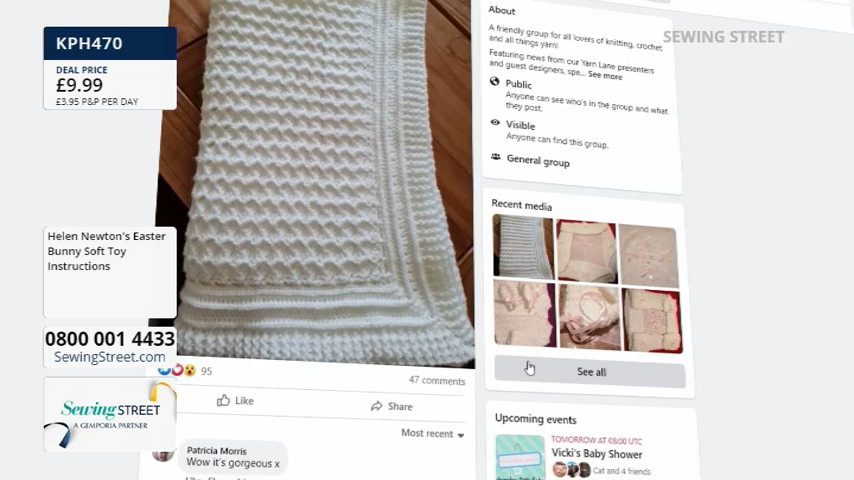 KPH470
DEAL PRICE
£9.99
£3.95 P&P PER DAY
Helen Newton's Easter
Bunny Soft Toy
Instructions
0800 001 4433
SewingStreet.com
Sewing STREET
A GEMPORIA PARTNER
SEWING STREET
About
A friendly group for all lovers of knitting, crochet
and all things yarn!
Featuring news from our Yarn Lane presenters
and guest designers, spe... See more
Public
Anyone can see who's in the group and what
they post.
Visible
Anyone can find this group.
General group
Recent media
See all
95
47 comments
Like
Share
Most recent
Patricia Morris
Wow it's gorgeous x
Upcoming events
TOMORROW AT 08:00 UTC
Vicki's Baby Shower
Cat and 4 friends